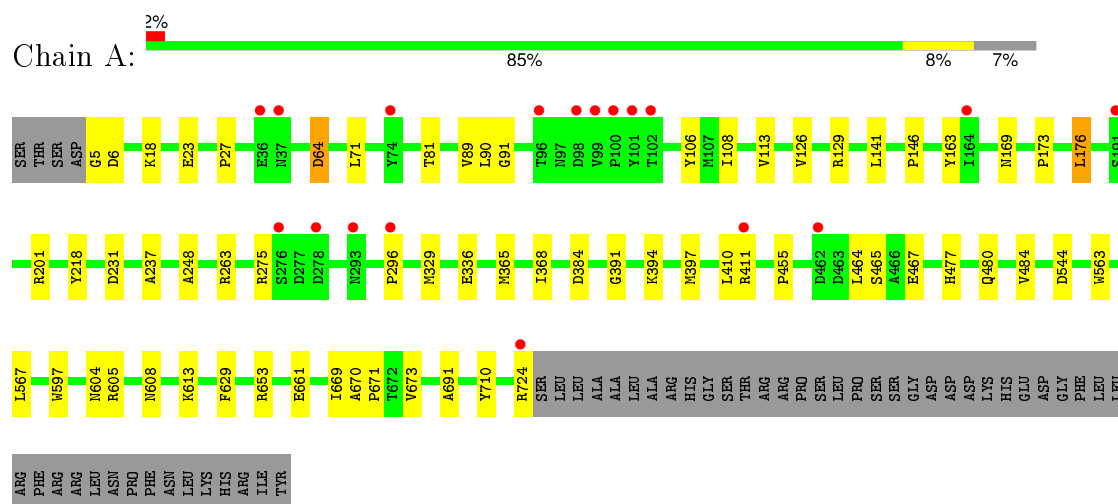 2%
Chain A:
85% 8% 7%
SER THR SER ASP G5 D6 K18 E23 P27 E36 N37 D64 L71 Y74 T81 V89 L90 G91 T96 N97 D98 V99 P100 Y101 I102 Y106 M107 I108 V113 V126 R129 L141 P146 Y163 I164 N169 P173 L176 S191
R201 Y218 D231 A237 A248 R263 R275 S276 D277 D278 N293 P296 M329 E336 M365 I368 D384 G391 K394 M397 L410 R411 P455 D462 D463 L464 S465 A466 E467 H477 Q480 V484 D544 W563
L567 W597 N604 R605 N608 K613 F629 R653 E661 I669 A670 P671 T672 V673 A691 Y710 R724 SER LEU LEU ALA ALA LEU ALA ARG HIS GLY SER THR ARG ARG PRO SER LEU PRO SER SER GLY ASP ASP ASP LYS HIS GLU ASP GLY PHE LEU LEU
ARG PHE ARG ARG LEU ASN PRO PHE ASN LEU LYS HIS ARG ILE TYR